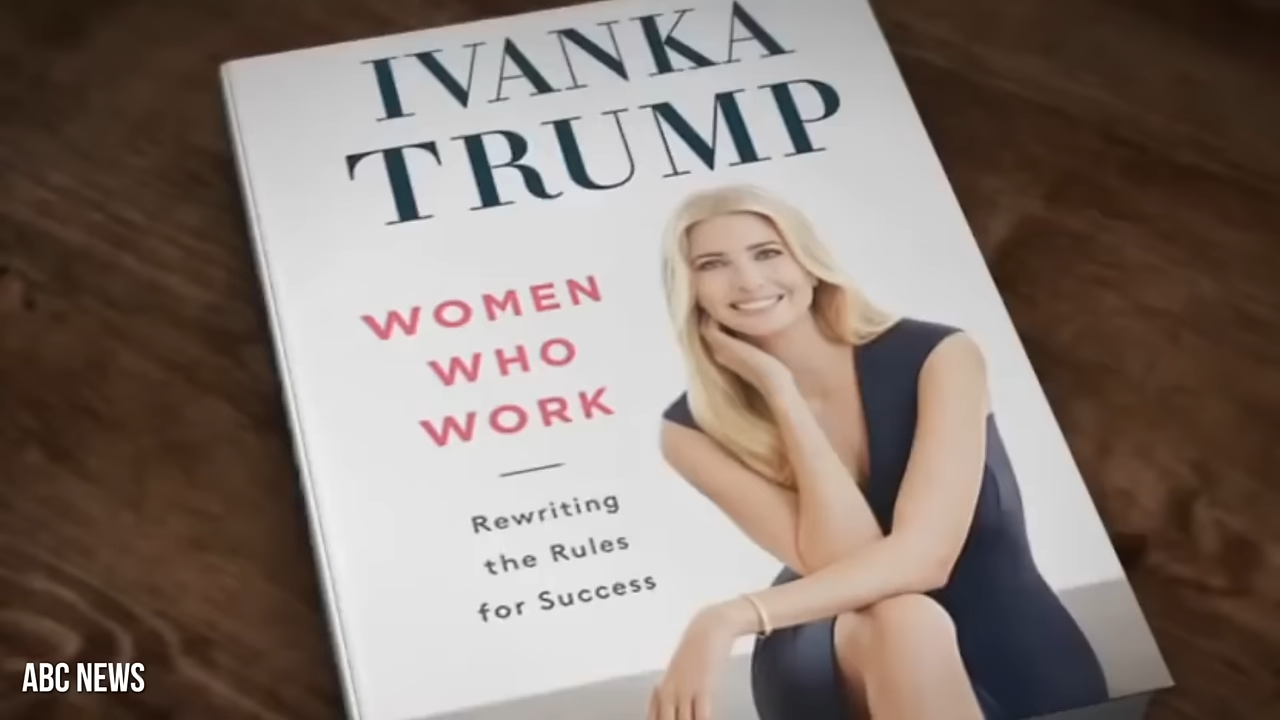 IVANKA
TRUMP
WOMEN
WHO
WORK
Rewriting
the Rules
for Success
ABC NEWS